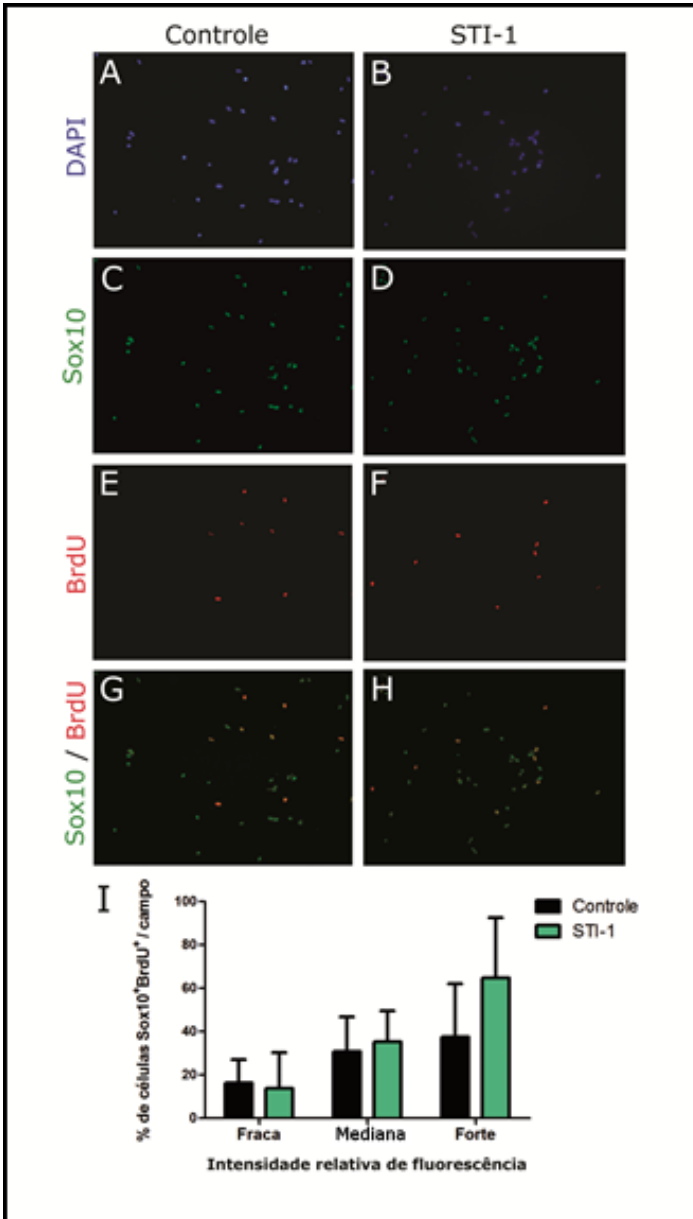 Controle
STI-1
DAPI
A
B
Sox10
C
D
BrdU
E
F
Sox10 / BrdU
G
H
I
% de células Sox10⁺BrdU⁺ / campo
100
80
60
40
20
0
Controle
STI-1
Fraca
Mediana
Forte
Intensidade relativa de fluorescência